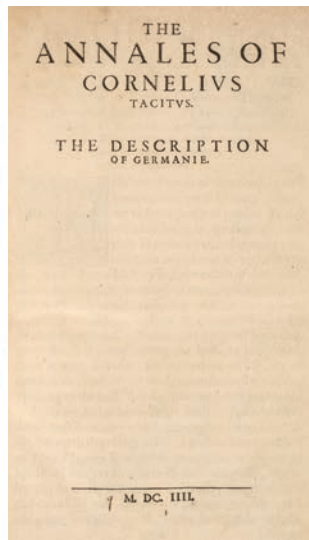 THE
ANNALES OF
CORNELIVS
TACITVS.
THE DESCRIPTION
OF GERMANIE.
M. DC. IIII.